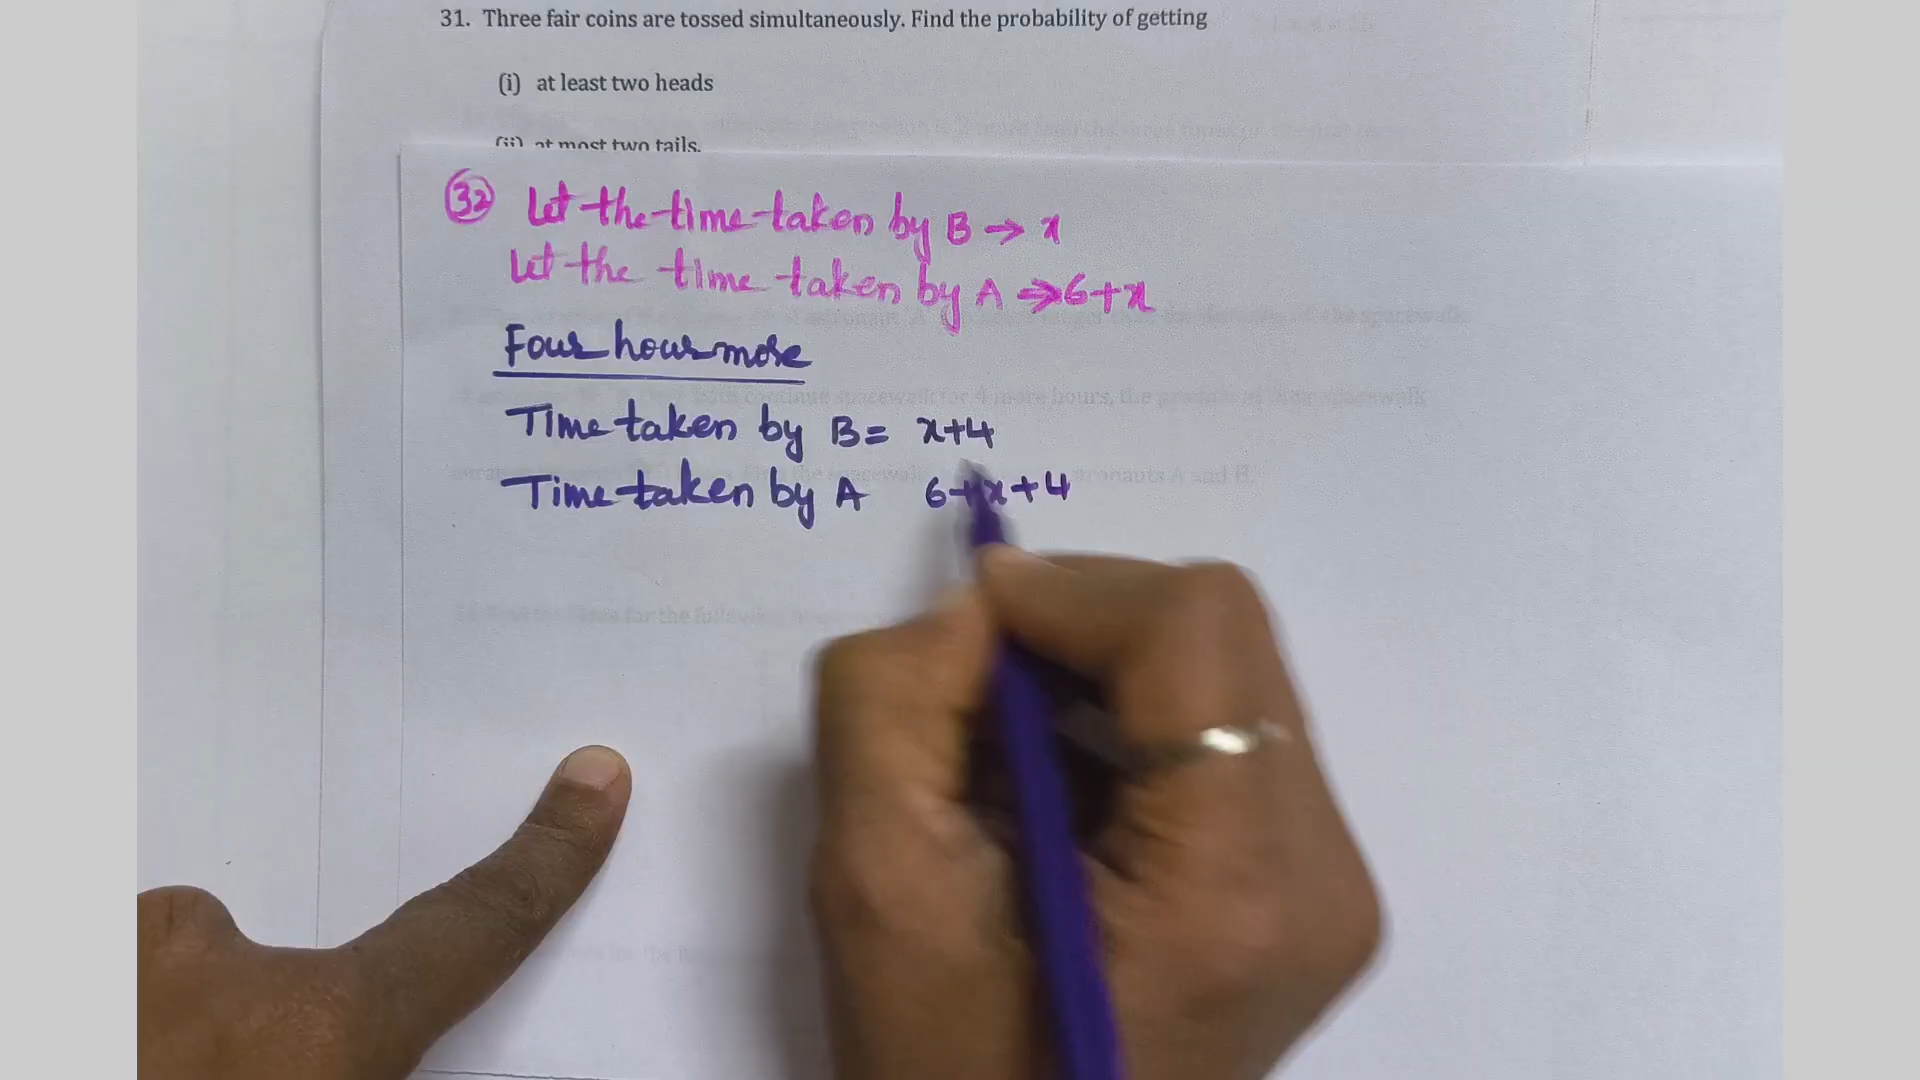 31. Three fair coins are tossed simultaneously. Find the probability of getting
(i) at least two heads
(ii) at most two tails.
32 Let the time taken by B → x
Let the time taken by A ⇒ 6+x
Four hour more
Time taken by B = x+4
Time taken by A 6+x+4